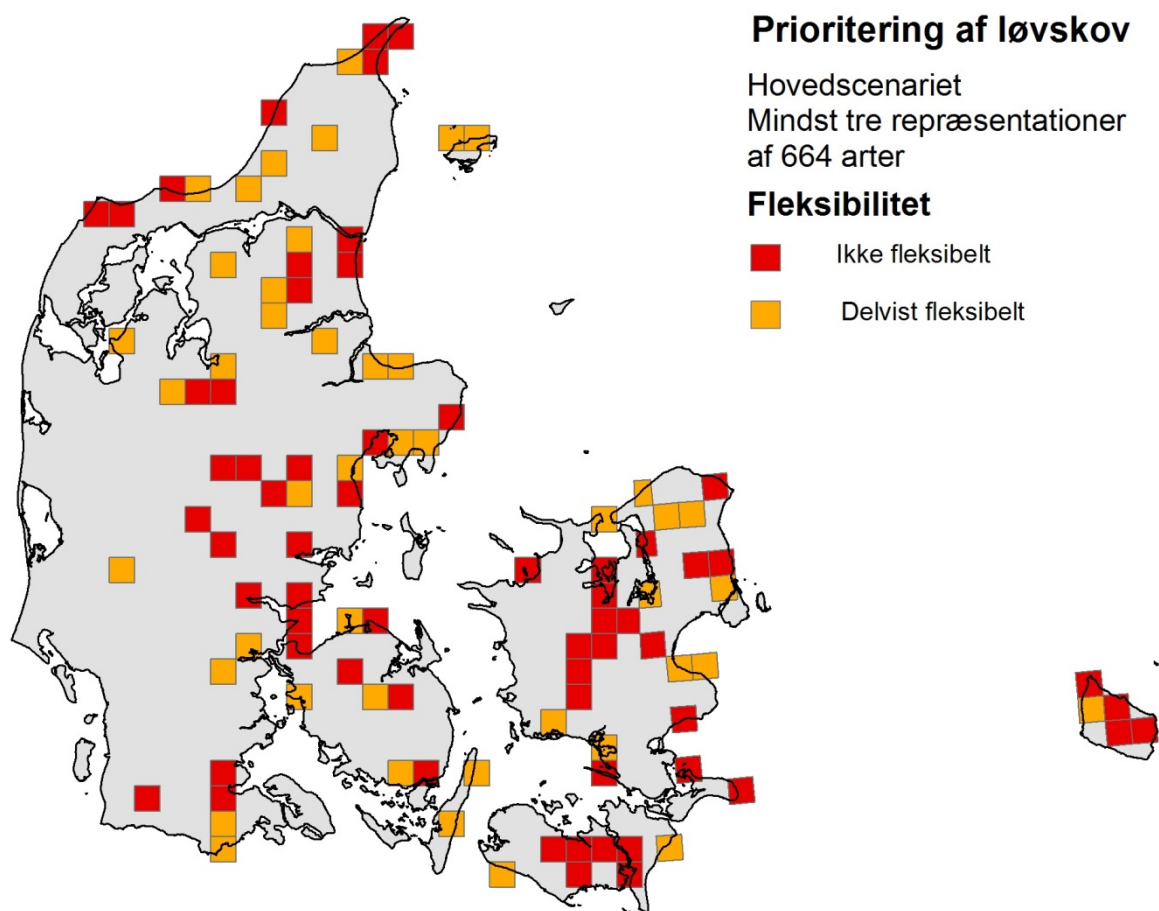 Prioritering af løvskov
Hovedscenariet
Mindst tre repræsentationer
af 664 arter
Fleksibilitet
Ikke fleksibelt
Delvist fleksibelt